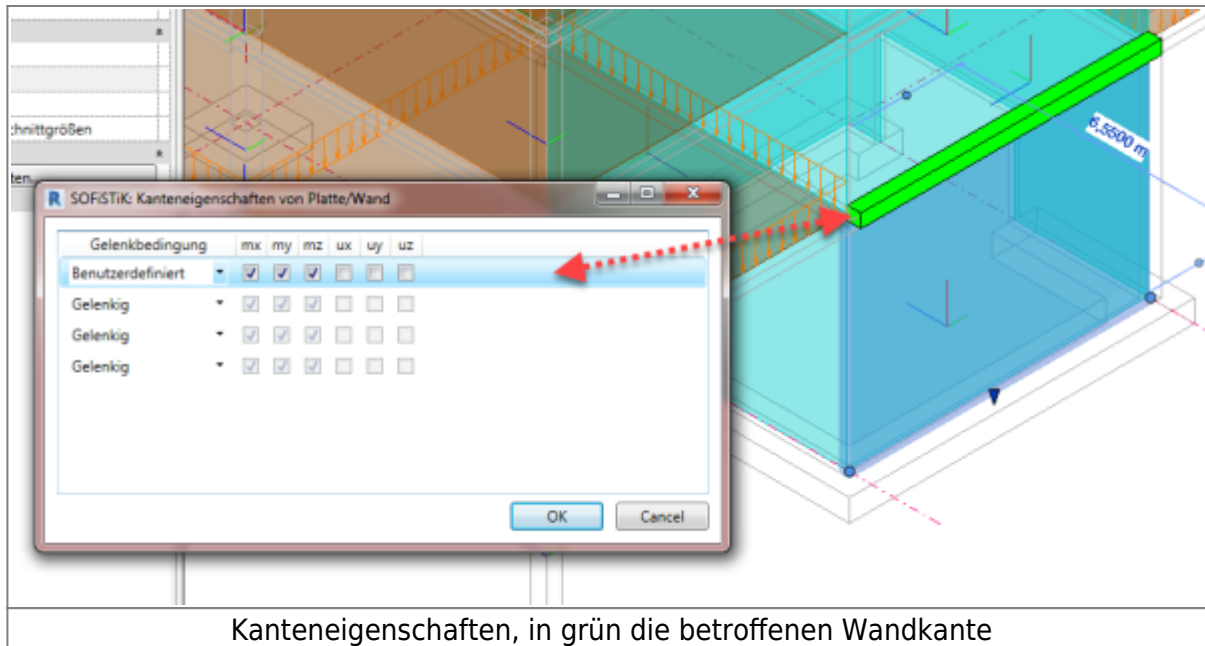 chnittgrößen
ten...
6,5500 m
R SOFiSTiK: Kanteneigenschaften von Platte/Wand
Gelenkbedingung mx my mz ux uy uz
Benutzerdefiniert
Gelenkig
Gelenkig
Gelenkig
OK Cancel
Kanteneigenschaften, in grün die betroffenen Wandkante